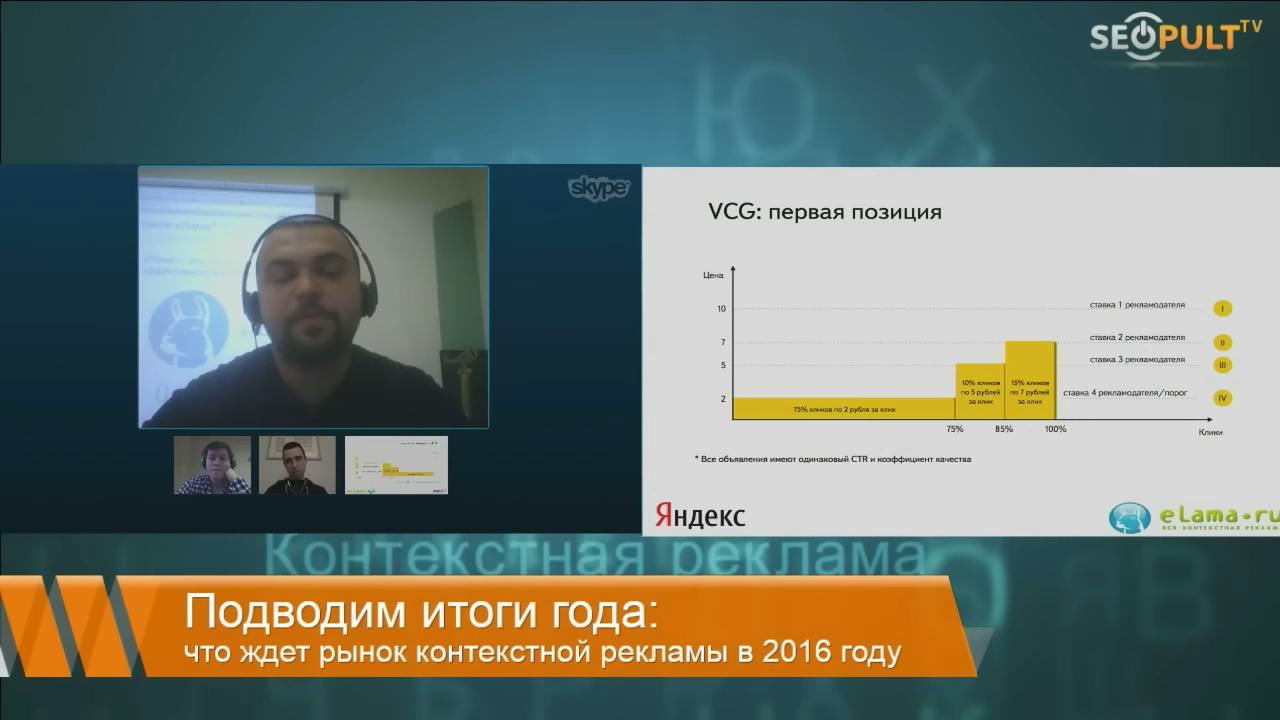 SEOPULT TV
Ю Х
skype
VCG: первая позиция
Цена
10
7
5
2
ставка 1 рекламодателя
I
ставка 2 рекламодателя
II
ставка 3 рекламодателя
III
ставка 4 рекламодателя/порог
IV
75% кликов по 2 рубля за клик
10% кликов
по 5 рублей
за клик
15% кликов
по 7 рублей
за клик
75%
85%
100%
Клики
* Все объявления имеют одинаковый CTR и коэффициент качества
Яндекс
eLama.ru
ВСЯ КОНТЕКСТНАЯ РЕКЛАМ
Контекстная реклама
Подводим итоги года:
что ждет рынок контекстной рекламы в 2016 году